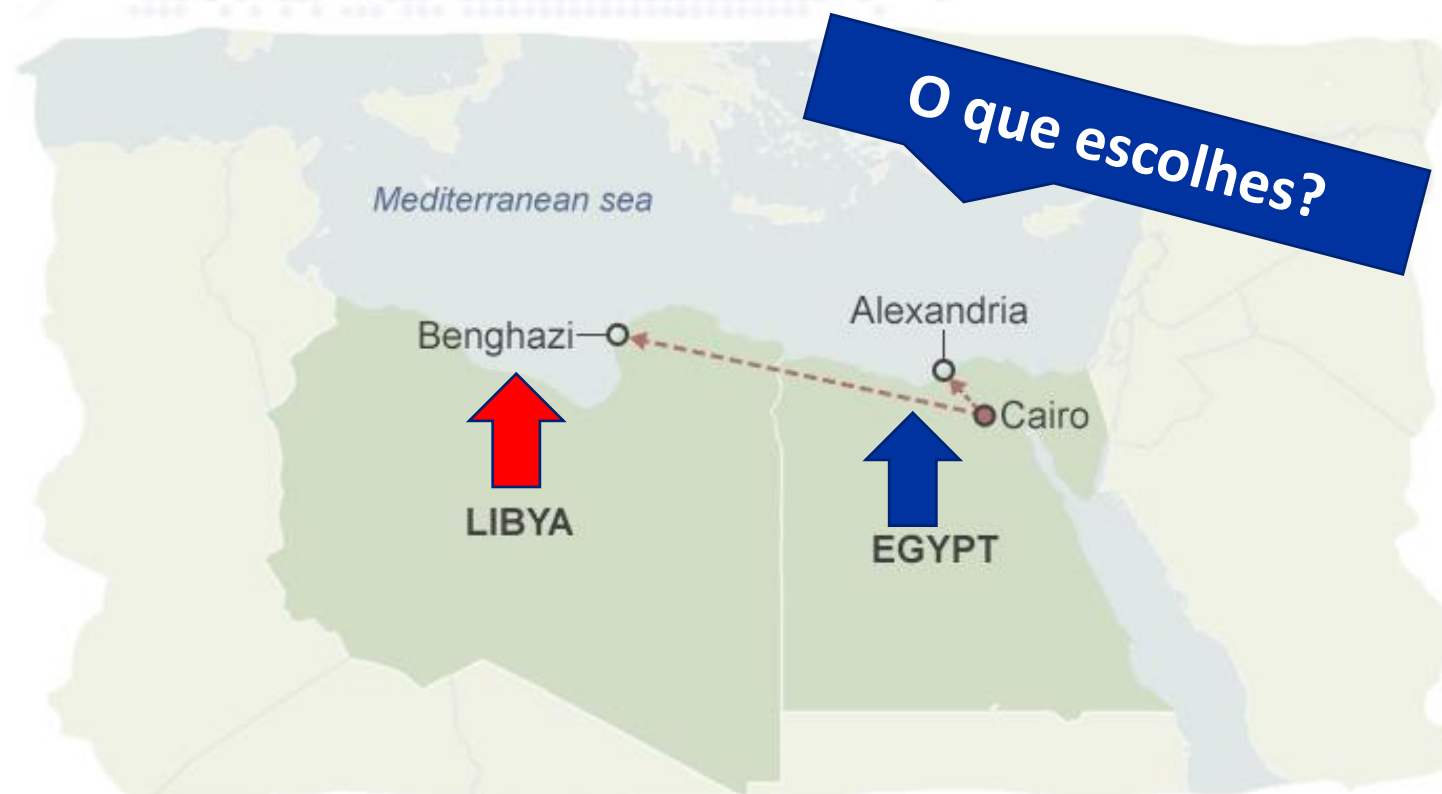 O que escolhes?
Mediterranean sea
Alexandria
Benghazi
Cairo
LIBYA
EGYPT